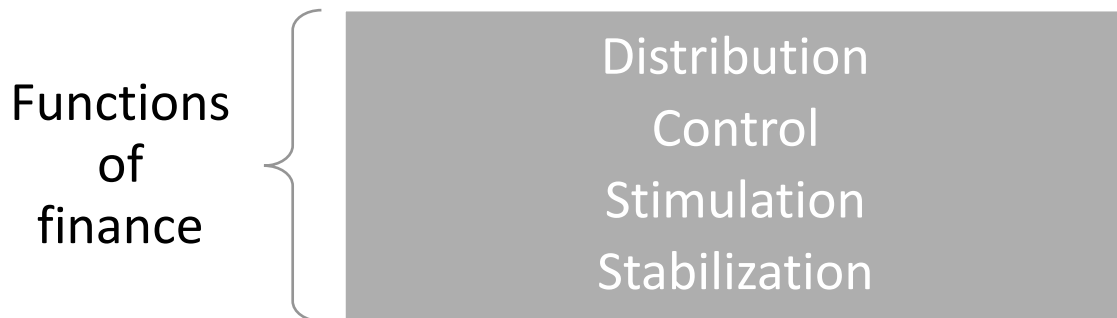 Functions
of
finance
Distribution
Control
Stimulation
Stabilization